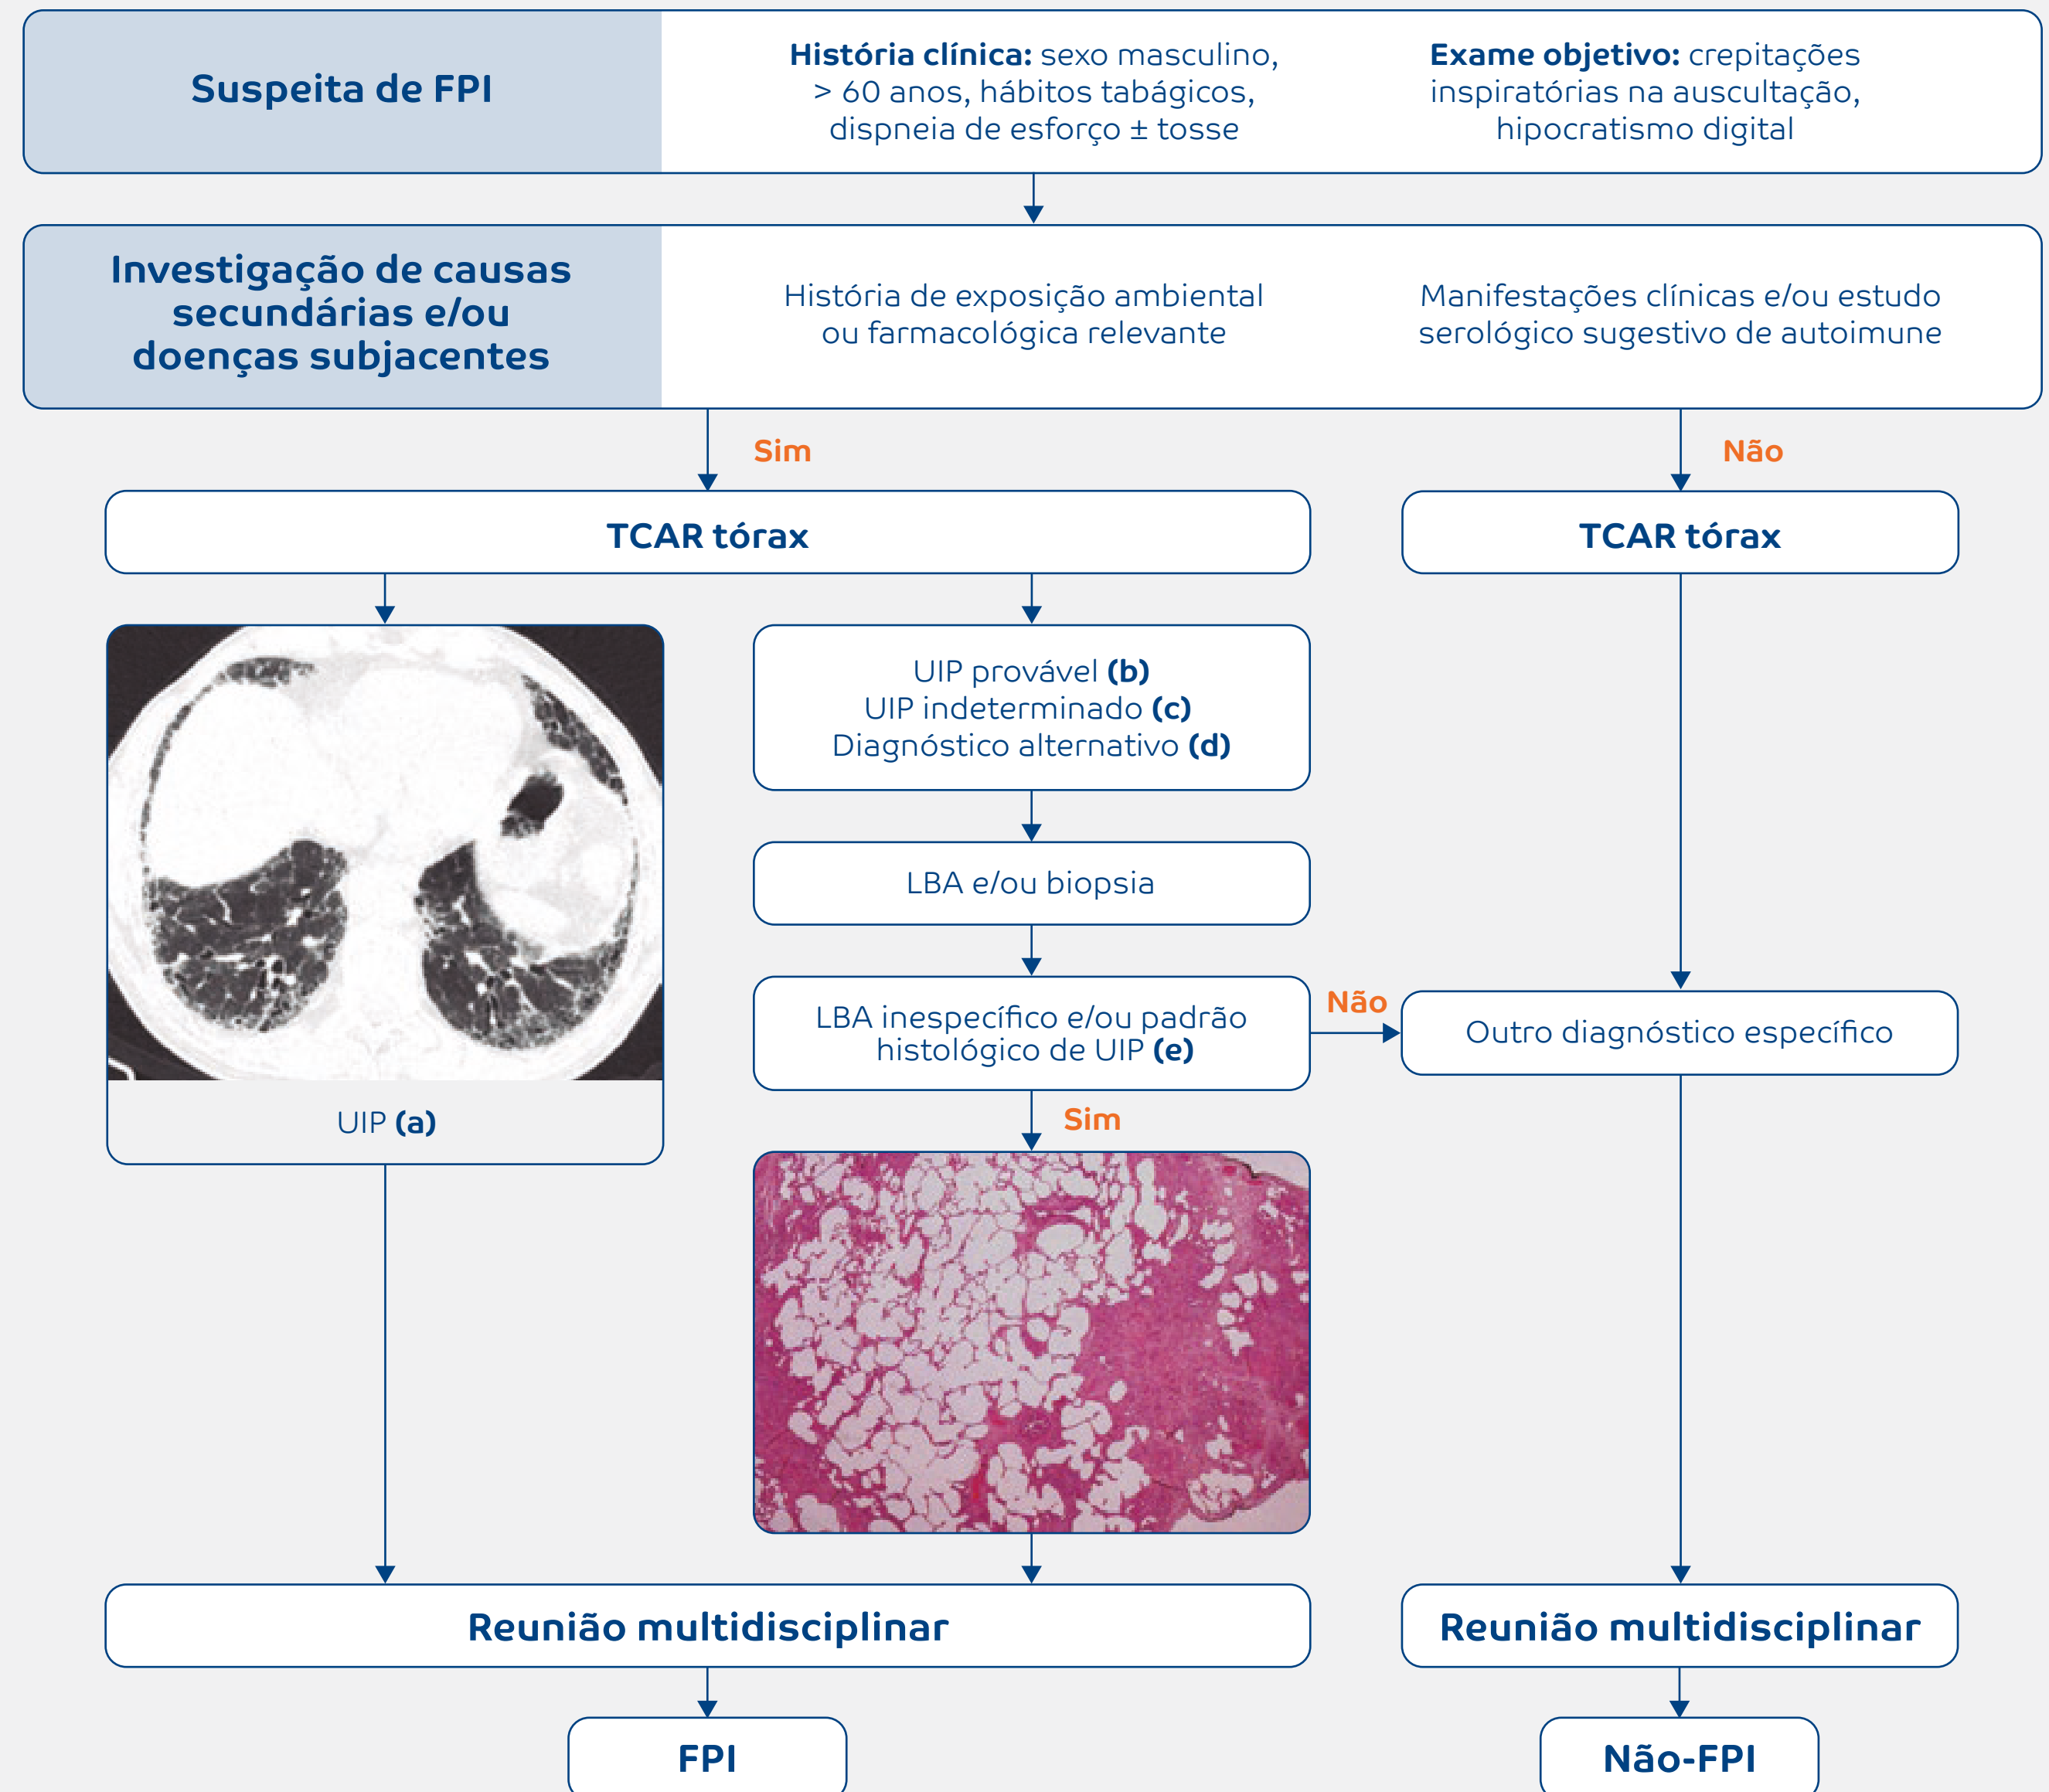 Suspeita de FPI
História clínica: sexo masculino,
> 60 anos, hábitos tabágicos,
dispneia de esforço ± tosse
Exame objetivo: crepitações
inspiratórias na auscultação,
hipocratismo digital
Investigação de causas
secundárias e/ou
doenças subjacentes
História de exposição ambiental
ou farmacológica relevante
Manifestações clínicas e/ou estudo
serológico sugestivo de autoimune
Sim
Não
TCAR tórax
TCAR tórax
UIP provável (b)
UIP indeterminado (c)
Diagnóstico alternativo (d)
LBA e/ou biopsia
LBA inespecífico e/ou padrão
histológico de UIP (e)
Não
Outro diagnóstico específico
UIP (a)
Sim
Reunião multidisciplinar
Reunião multidisciplinar
FPI
Não-FPI